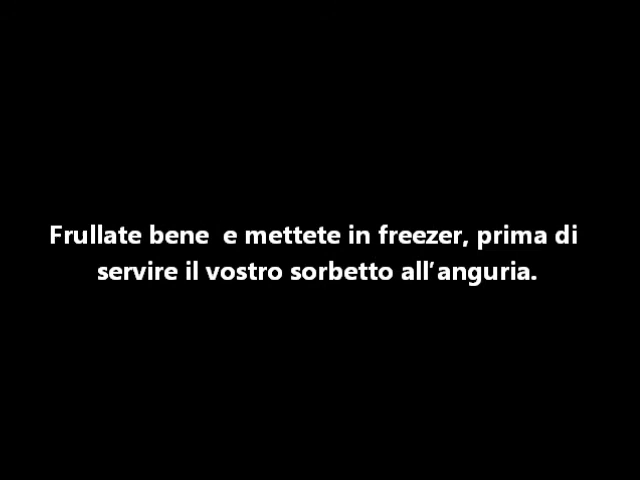 Frullate bene  e mettete in freezer, prima di
servire il vostro sorbetto all’anguria.